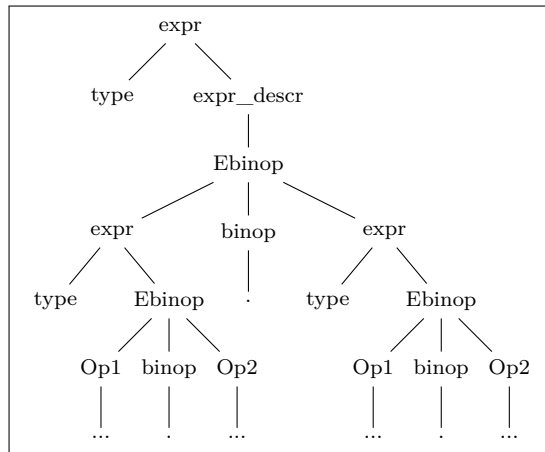 expr
type expr_descr
Ebinop
expr binop expr
type Ebinop . type Ebinop
Op1 binop Op2 Op1 binop Op2
... . ... ... . ...